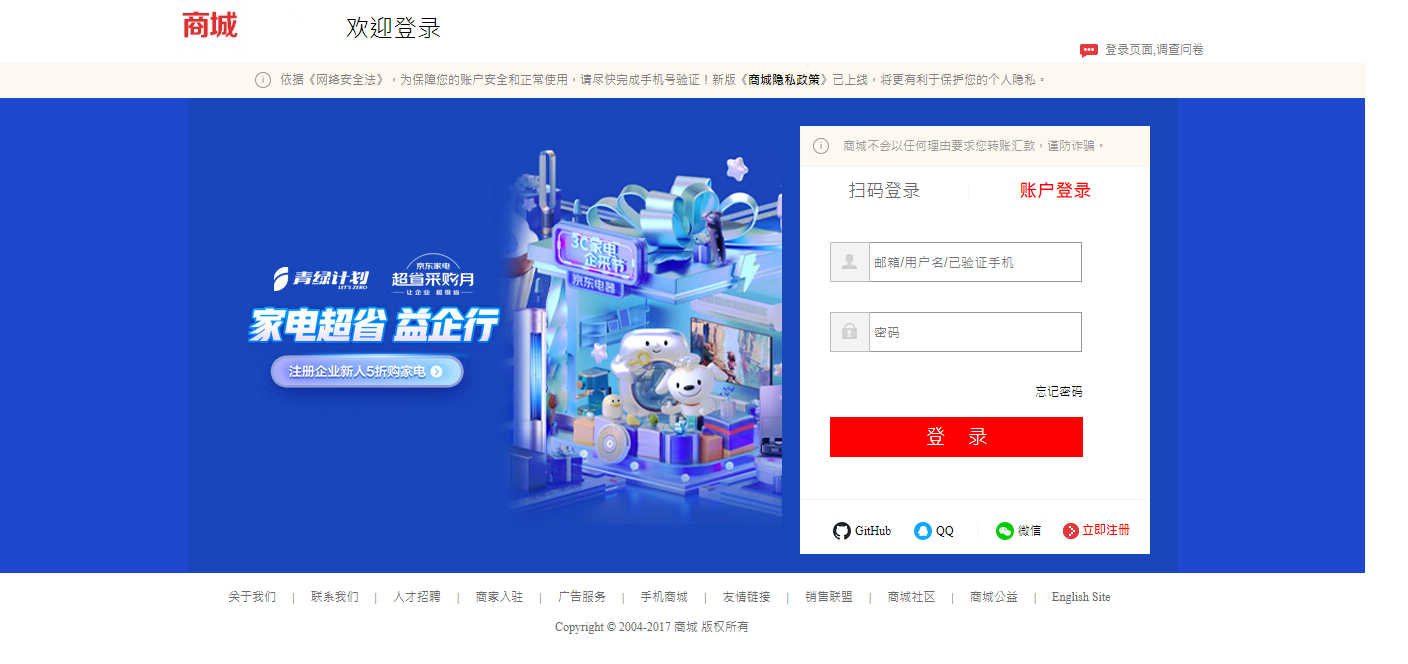 商城
欢迎登录
登录页面,调查问卷
依据《网络安全法》，为保障您的账户安全和正常使用，请尽快完成手机号验证！新版《商城隐私政策》已上线，将更有利于保护您的个人隐私。
商城不会以任何理由要求您转账汇款，谨防诈骗。
扫码登录 账户登录
邮箱/用户名/已验证手机
密码
忘记密码
登 录
GitHub QQ 微信 立即注册
青绿计划
LET'S ZERO
京东家电
超省采购月
让企业 超级省
家电超省 益企行
注册企业新人5折购家电
3C家电
企采节
京东电器
关于我们 | 联系我们 | 人才招聘 | 商家入驻 | 广告服务 | 手机商城 | 友情链接 | 销售联盟 | 商城社区 | 商城公益 | English Site
Copyright © 2004-2017 商城 版权所有